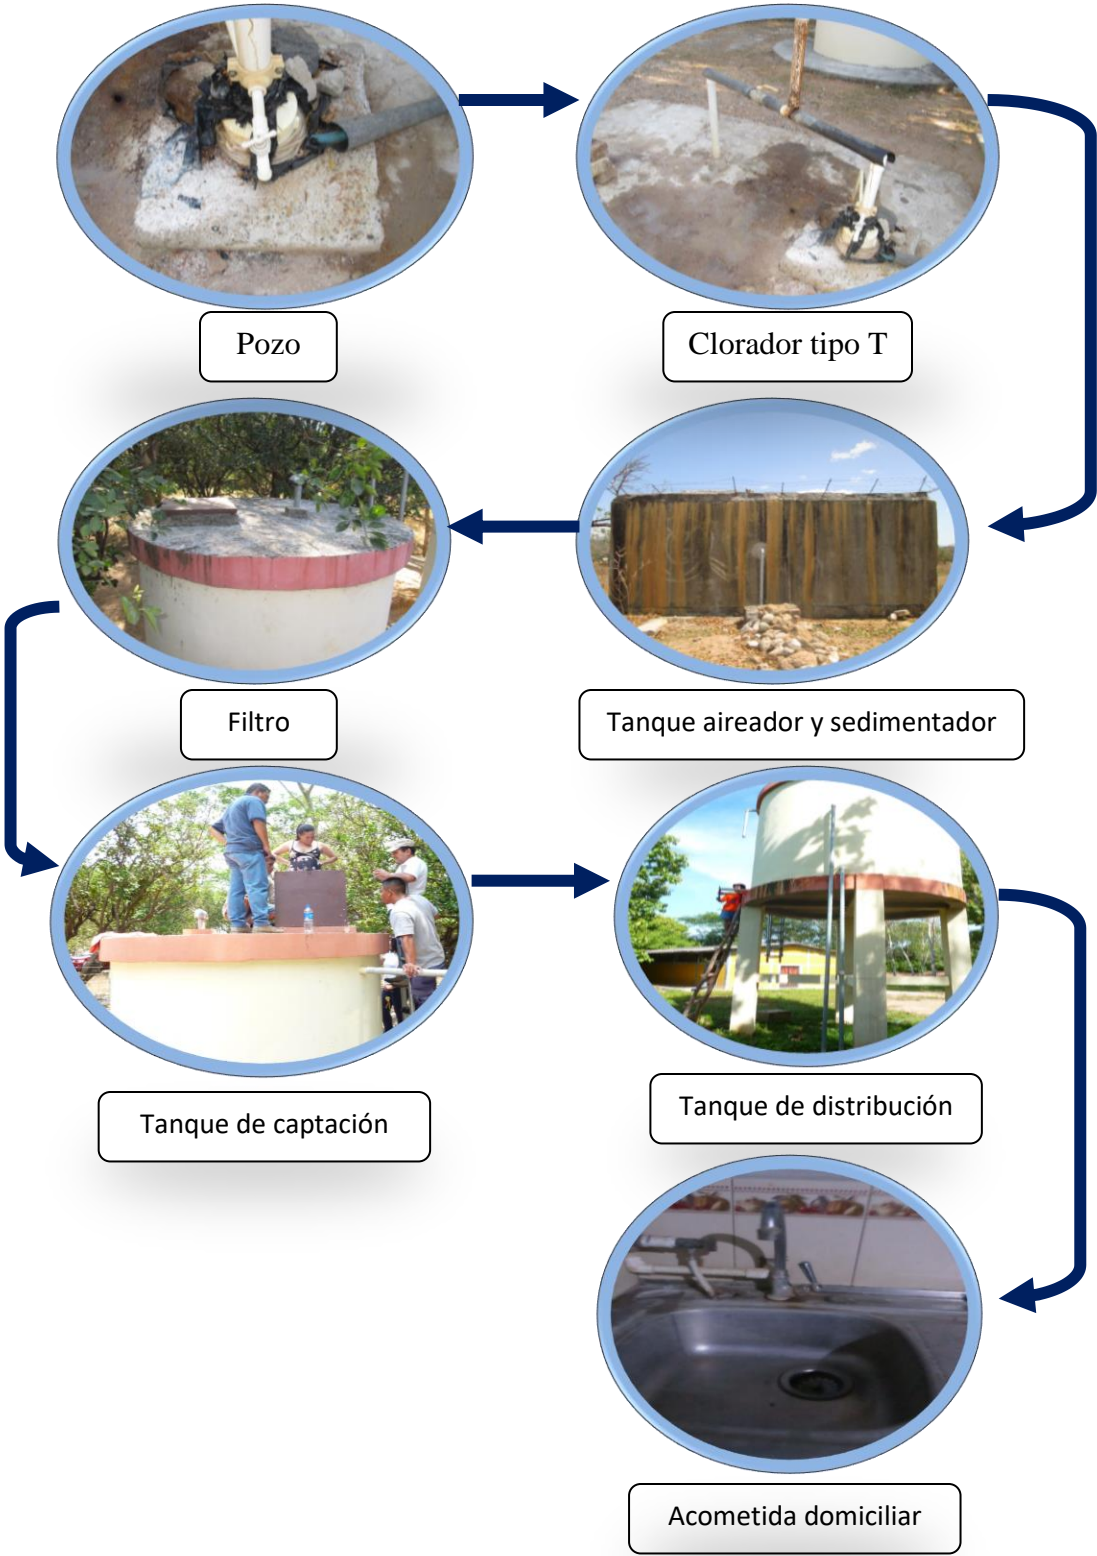 Pozo
Clorador tipo T
Filtro
Tanque aireador y sedimentador
Tanque de captación
Tanque de distribución
Acometida domiciliar